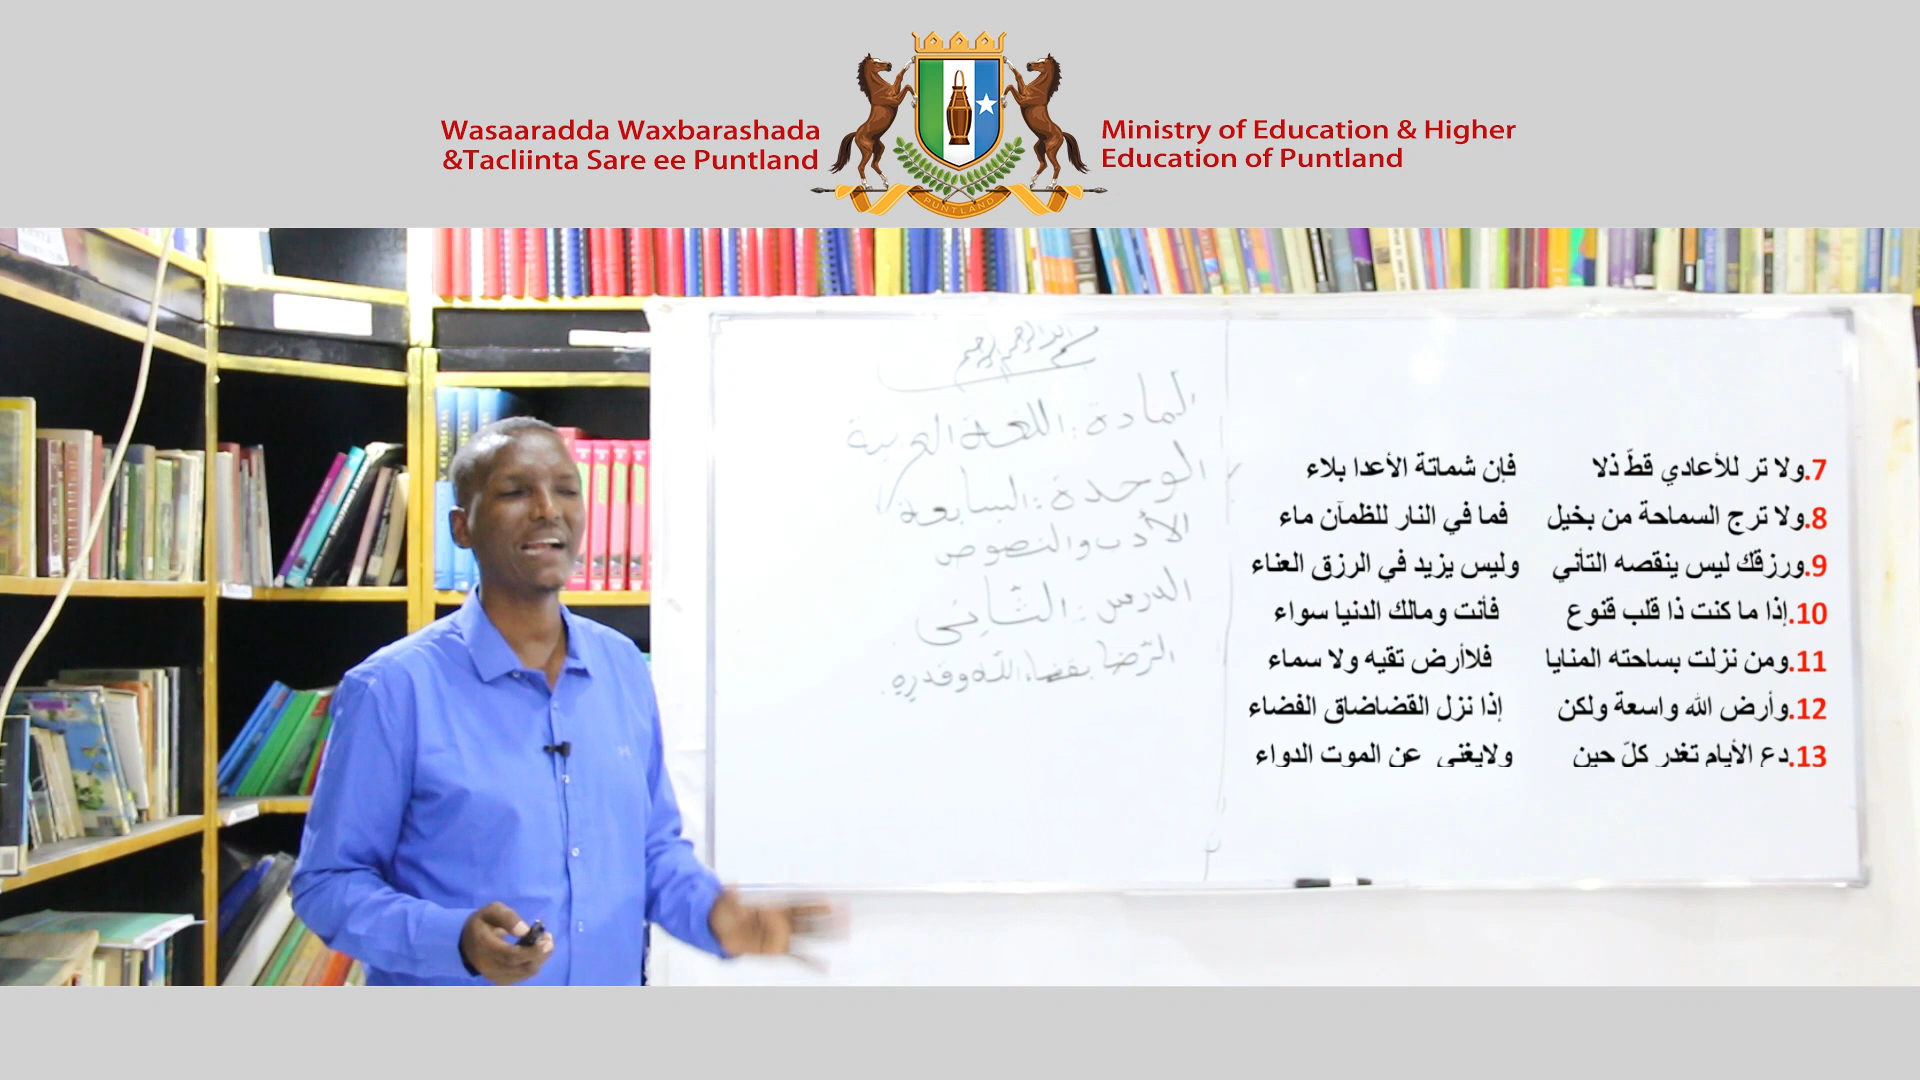 Wasaaradda Waxbarashada
&Tacliinta Sare ee Puntland
Ministry of Education & Higher
Education of Puntland
PUNTLAND
بسم الله الرحمن الرحيم
المادة: اللغة العربية
الوحدة: السابعة
الأدب والنصوص
الدرس: الثاني
الرضا بقضاء الله وقدره.
7.ولا تر للأعادي قطّ ذلا فإن شماتة الأعدا بلاء
8.ولا ترج السماحة من بخيل فما في النار للظمآن ماء
9.ورزقك ليس ينقصه التأني وليس يزيد في الرزق العناء
10.إذا ما كنت ذا قلب قنوع فأنت ومالك الدنيا سواء
11.ومن نزلت بساحته المنايا فلاأرض تقيه ولا سماء
12.وأرض الله واسعة ولكن إذا نزل القضاضاق الفضاء
13.دع الأيام تغدر كلّ حين ولايغني عن الموت الدواء